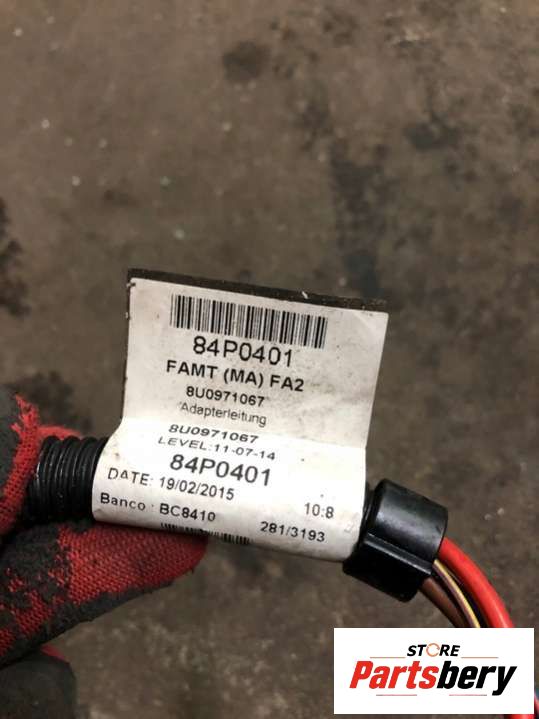 84P0401
FAMT (MA) FA2
8U0971067
Adapterleitung
8U0971067
LEVEL:11-07-14
84P0401
DATE: 19/02/2015 10:8
Banco : BC8410 281/3193
STORE
Partsbery